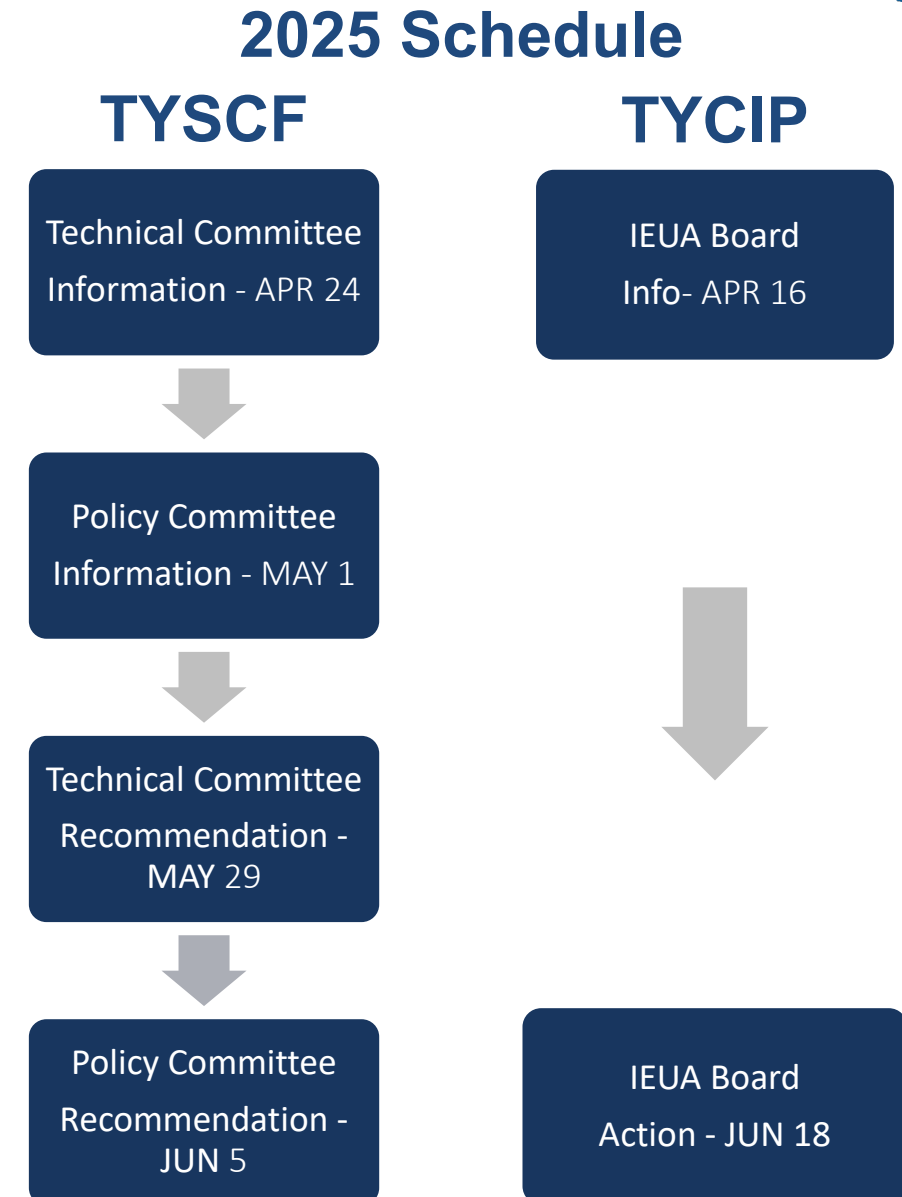 2025 Schedule
TYSCF
Technical Committee
Information - APR 24
Policy Committee
Information - MAY 1
Technical Committee
Recommendation -
MAY 29
Policy Committee
Recommendation -
JUN 5
TYCIP
IEUA Board
Info- APR 16
IEUA Board
Action - JUN 18